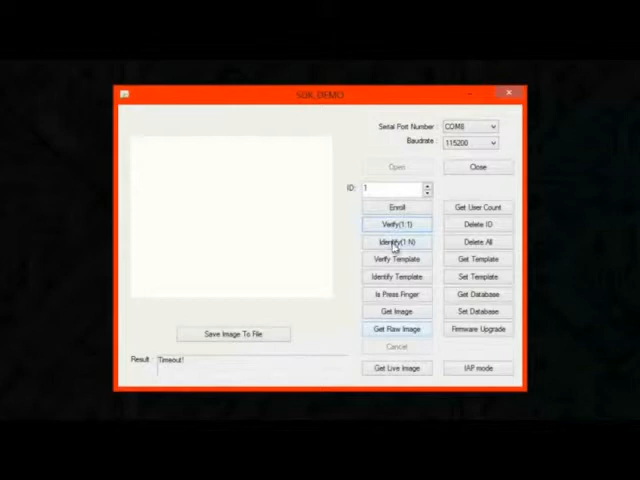 SDK_DEMO
Serial Port Number : COM8
Baudrate : 115200
Open Close
ID: 1
Enroll Get User Count
Verify(1:1) Delete ID
Identify(1:N) Delete All
Verify Template Get Template
Identify Template Set Template
Is Press Finger Get Database
Get Image Set Database
Get Raw Image Firmware Upgrade
Save Image To File
Cancel
Result : Timeout!
Get Live Image IAP mode